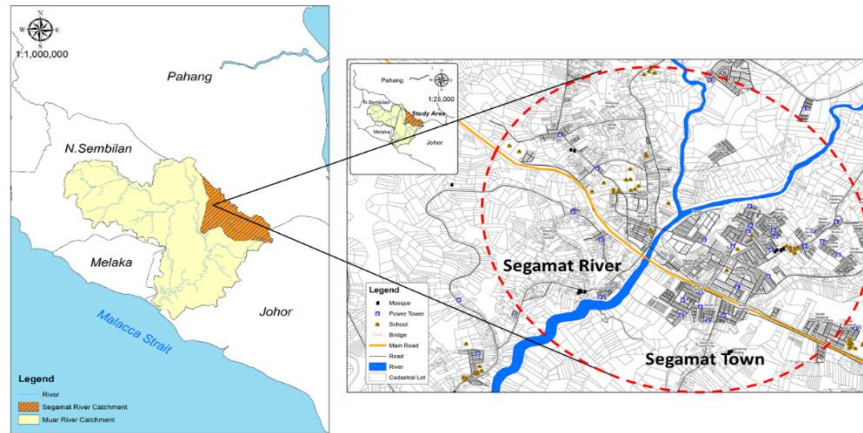 N
W E
S
1:1,000,000
Pahang
N.Sembilan
Melaka
Johor
Malacca Strait
Legend
River
Segamat River Catchment
Muar River Catchment
Pahang
1:25,000
N.Sembilan
Study Area
Melaka
Johor
Segamat River
Segamat Town
Legend
Mosque
Power Tower
School
Bridge
Main Road
Road
River
Cadastral Lot